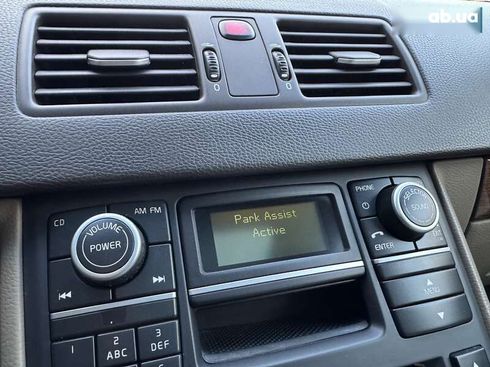 ab.ua
0
0
CD
AM FM
VOLUME
POWER
1
2
ABC
3
DEF
Park Assist
Active
PHONE
SELECTOR
SOUND
ENTER
EXIT
MENU